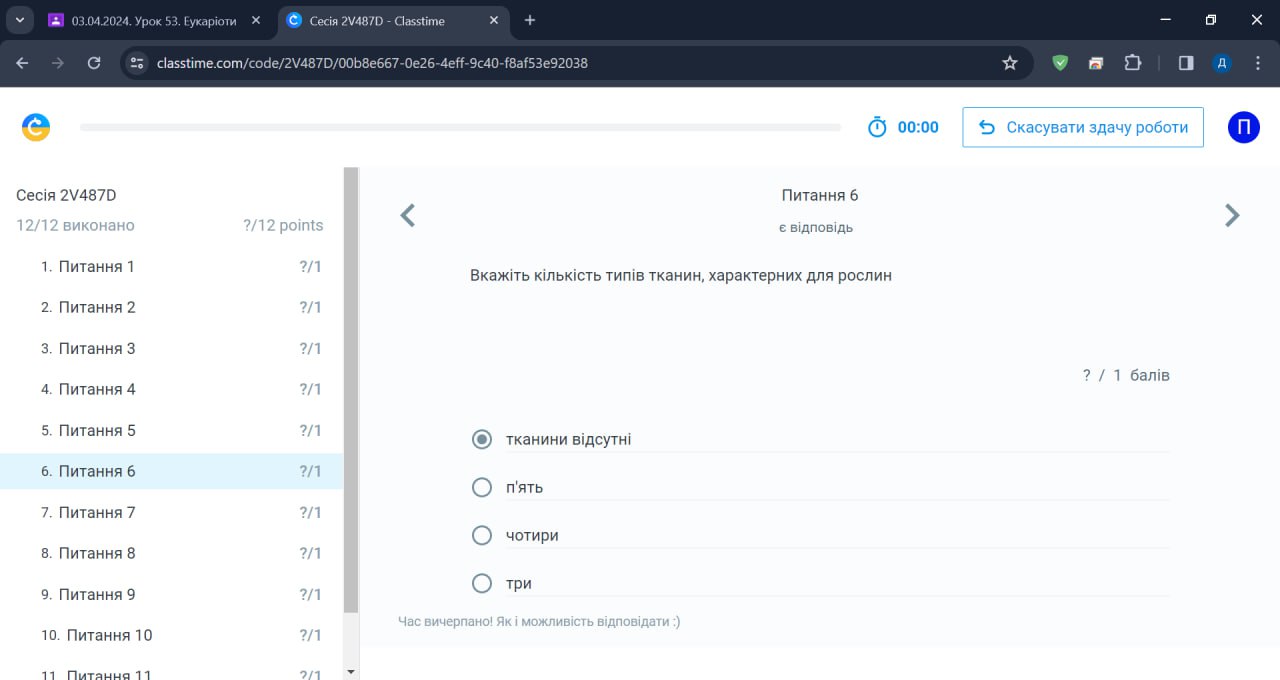 03.04.2024. Урок 53. Еукаріоти
Сесія 2V487D - Classtime
classtime.com/code/2V487D/00b8e667-0e26-4eff-9c40-f8af53e92038
Д
00:00
Скасувати здачу роботи
П
Сесія 2V487D
12/12 виконано ?/12 points
1. Питання 1 ?/1
2. Питання 2 ?/1
3. Питання 3 ?/1
4. Питання 4 ?/1
5. Питання 5 ?/1
6. Питання 6 ?/1
7. Питання 7 ?/1
8. Питання 8 ?/1
9. Питання 9 ?/1
10. Питання 10 ?/1
11. Питання 11 ?/1
Питання 6
є відповідь
Вкажіть кількість типів тканин, характерних для рослин
? / 1 балів
тканини відсутні
п'ять
чотири
три
Час вичерпано! Як і можливість відповідати :)